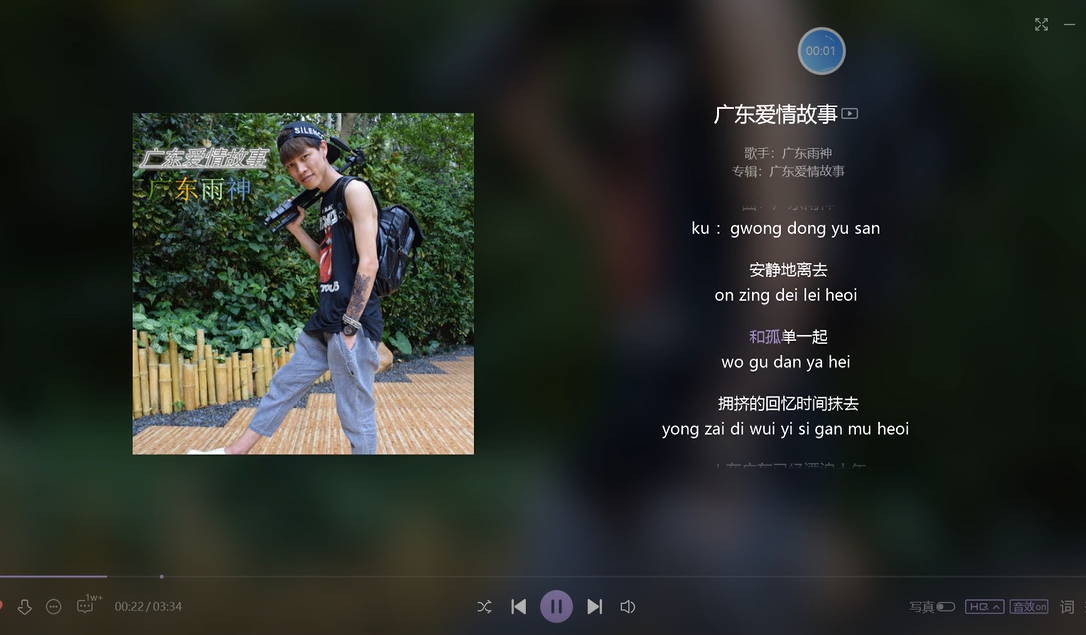 00:01
广东爱情故事
歌手：广东雨神
专辑：广东爱情故事
广东爱情故事
广东雨神
SILENC
ku： gwong dong yu san
安静地离去
on zing dei lei heoi
和孤单一起
wo gu dan ya hei
拥挤的回忆时间抹去
yong zai di wui yi si gan mu heoi
1w+
00:22/03:34
写真
HQ
音效on
词